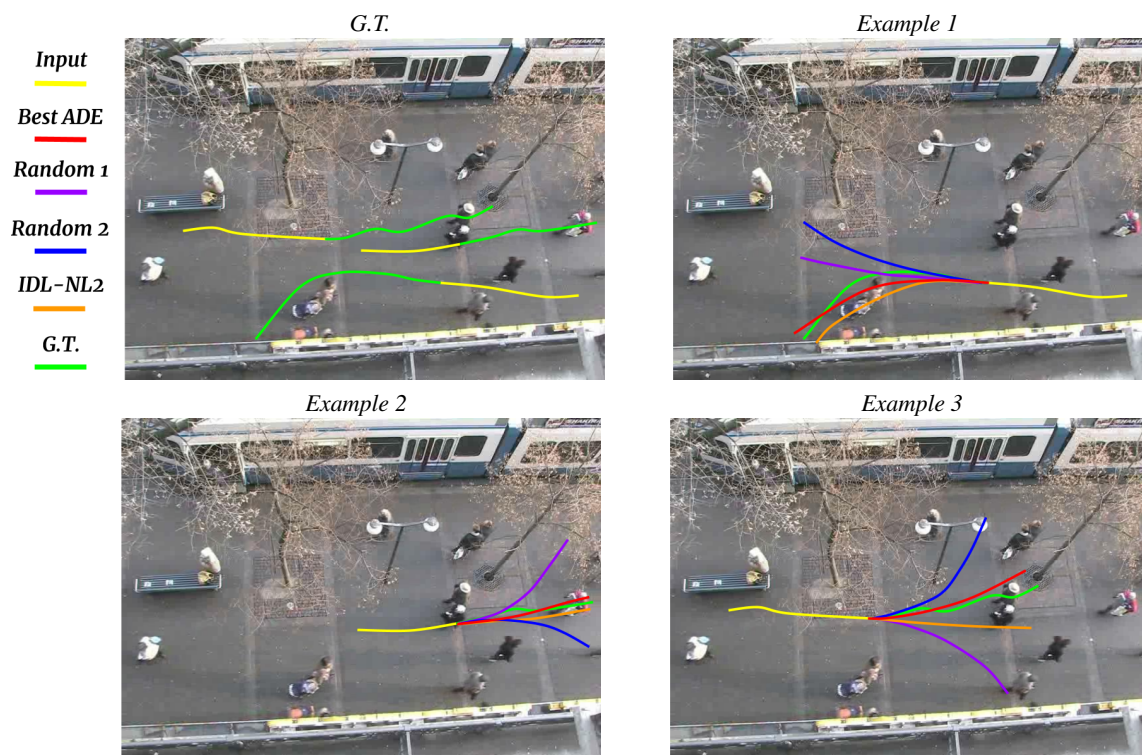 G.T.
Example 1
Input
Best ADE
Random 1
Random 2
IDL-NL2
G.T.
Example 2
Example 3